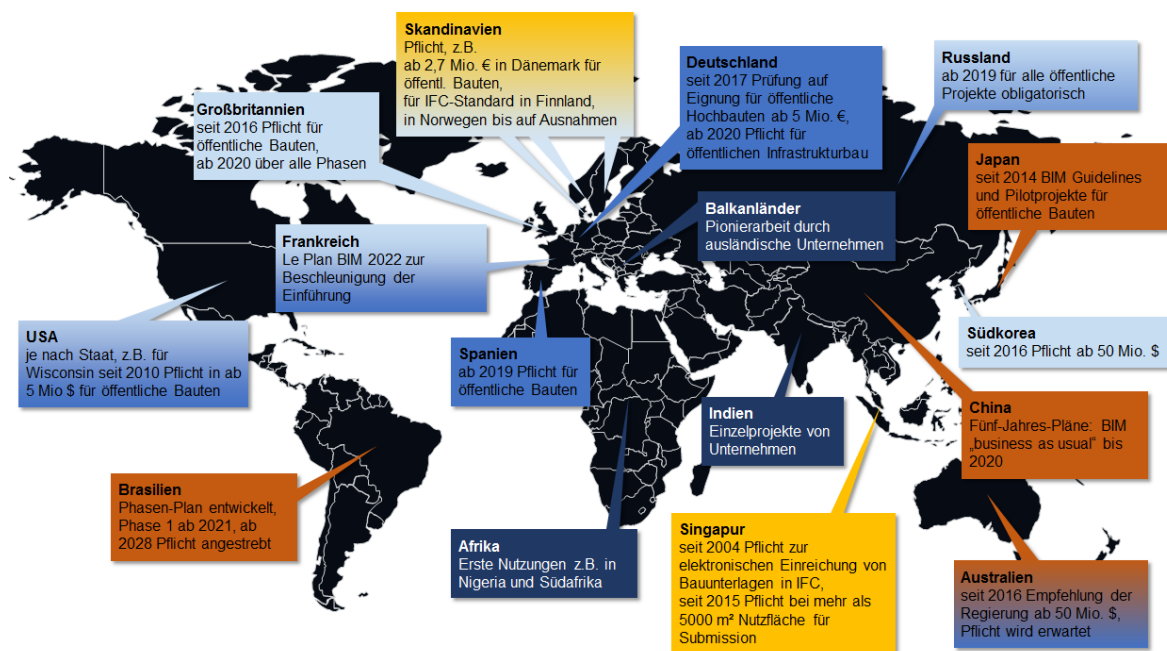 Skandinavien
Pflicht, z.B.
ab 2,7 Mio. € in Dänemark für
öffentl. Bauten,
für IFC-Standard in Finnland,
in Norwegen bis auf Ausnahmen
Deutschland
seit 2017 Prüfung auf
Eignung für öffentliche
Hochbauten ab 5 Mio. €,
ab 2020 Pflicht für
öffentlichen Infrastrukturbau
Russland
ab 2019 für alle öffentliche
Projekte obligatorisch
Großbritannien
seit 2016 Pflicht für
öffentliche Bauten,
ab 2020 über alle Phasen
Japan
seit 2014 BIM Guidelines
und Pilotprojekte für
öffentliche Bauten
Balkanländer
Pionierarbeit durch
ausländische Unternehmen
Frankreich
Le Plan BIM 2022 zur
Beschleunigung der
Einführung
USA
je nach Staat, z.B. für
Wisconsin seit 2010 Pflicht in ab
5 Mio $ für öffentliche Bauten
Spanien
ab 2019 Pflicht für
öffentliche Bauten
Südkorea
seit 2016 Pflicht ab 50 Mio. $
Indien
Einzelprojekte von
Unternehmen
China
Fünf-Jahres-Pläne: BIM
„business as usual“ bis
2020
Brasilien
Phasen-Plan entwickelt,
Phase 1 ab 2021, ab
2028 Pflicht angestrebt
Afrika
Erste Nutzungen z.B. in
Nigeria und Südafrika
Singapur
seit 2004 Pflicht zur
elektronischen Einreichung von
Bauunterlagen in IFC,
seit 2015 Pflicht bei mehr als
5000 m² Nutzfläche für
Submission
Australien
seit 2016 Empfehlung der
Regierung ab 50 Mio. $,
Pflicht wird erwartet